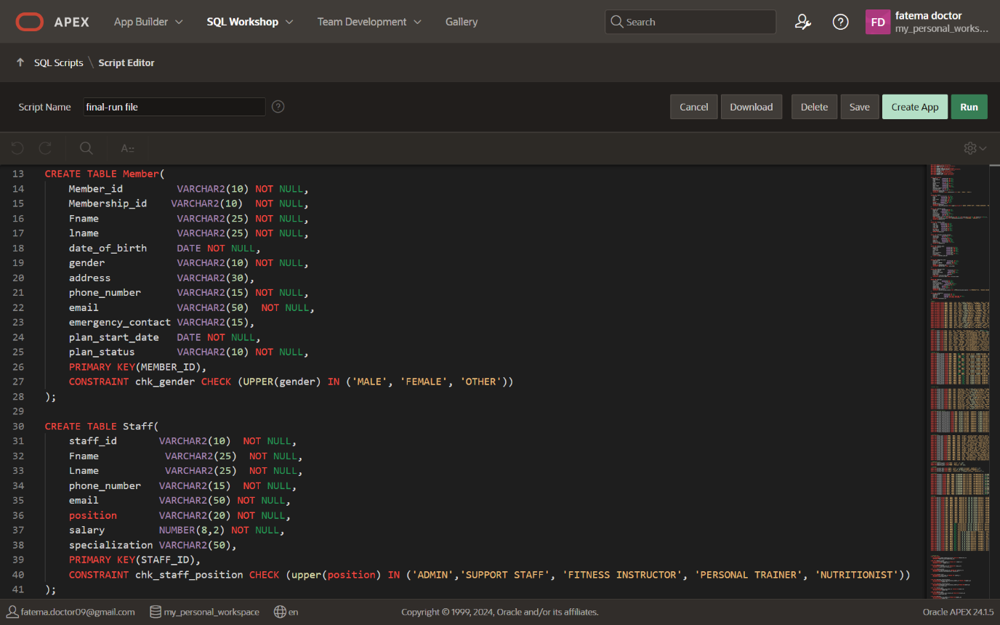 APEX App Builder SQL Workshop Team Development Gallery Search FD fatema doctor
my_personal_works...
SQL Scripts \ Script Editor
Script Name final-run file Cancel Download Delete Save Create App Run
13 CREATE TABLE Member(
14 Member_id VARCHAR2(10) NOT NULL,
15 Membership_id VARCHAR2(10) NOT NULL,
16 Fname VARCHAR2(25) NOT NULL,
17 lname VARCHAR2(25) NOT NULL,
18 date_of_birth DATE NOT NULL,
19 gender VARCHAR2(10) NOT NULL,
20 address VARCHAR2(30),
21 phone_number VARCHAR2(15) NOT NULL,
22 email VARCHAR2(50) NOT NULL,
23 emergency_contact VARCHAR2(15),
24 plan_start_date DATE NOT NULL,
25 plan_status VARCHAR2(10) NOT NULL,
26 PRIMARY KEY(MEMBER_ID),
27 CONSTRAINT chk_gender CHECK (UPPER(gender) IN ('MALE', 'FEMALE', 'OTHER'))
28 );
29
30 CREATE TABLE Staff(
31 staff_id VARCHAR2(10) NOT NULL,
32 Fname VARCHAR2(25) NOT NULL,
33 Lname VARCHAR2(25) NOT NULL,
34 phone_number VARCHAR2(15) NOT NULL,
35 email VARCHAR2(50) NOT NULL,
36 position VARCHAR2(20) NOT NULL,
37 salary NUMBER(8,2) NOT NULL,
38 specialization VARCHAR2(50),
39 PRIMARY KEY(STAFF_ID),
40 CONSTRAINT chk_staff_position CHECK (upper(position) IN ('ADMIN','SUPPORT STAFF', 'FITNESS INSTRUCTOR', 'PERSONAL TRAINER', 'NUTRITIONIST'))
41 );
fatema.doctor09@gmail.com my_personal_workspace en Copyright © 1999, 2024, Oracle and/or its affiliates. Oracle APEX 24.1.5